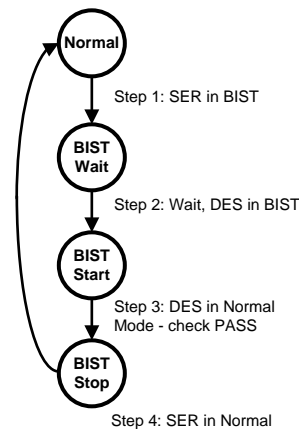 Normal
Step 1: SER in BIST
BIST
Wait
Step 2: Wait, DES in BIST
BIST
Start
Step 3: DES in Normal
Mode - check PASS
BIST
Stop
Step 4: SER in Normal